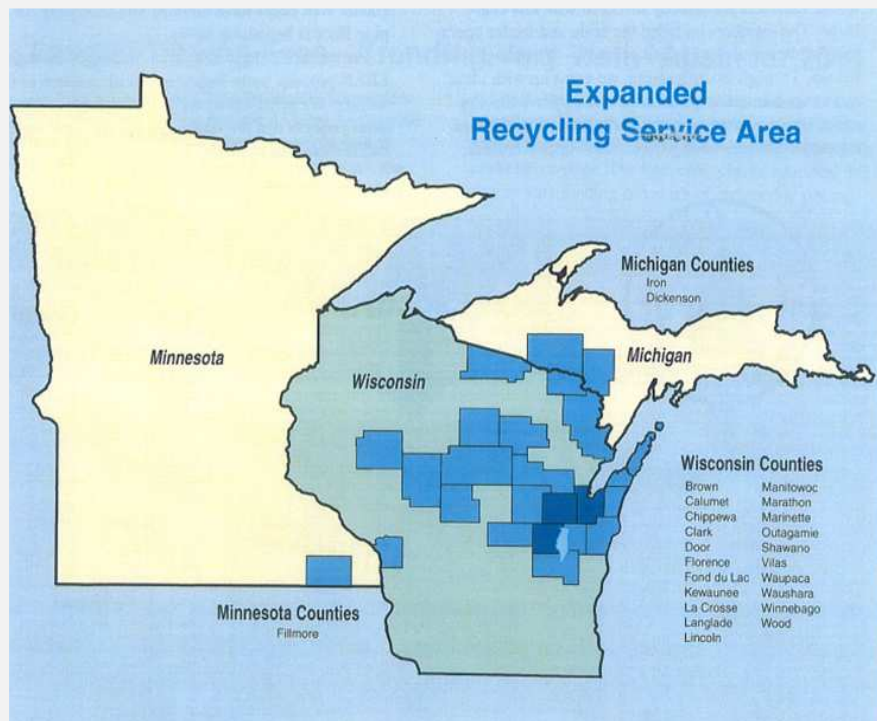 Expanded
Recycling Service Area
Michigan Counties
Iron
Dickenson
Minnesota
Wisconsin
Michigan
Wisconsin Counties
Brown
Calumet
Chippewa
Clark
Door
Florence
Fond du Lac
Kewaunee
La Crosse
Langlade
Lincoln
Manitowoc
Marathon
Marinette
Outagamie
Shawano
Vilas
Waupaca
Waushara
Winnebago
Wood
Minnesota Counties
Fillmore